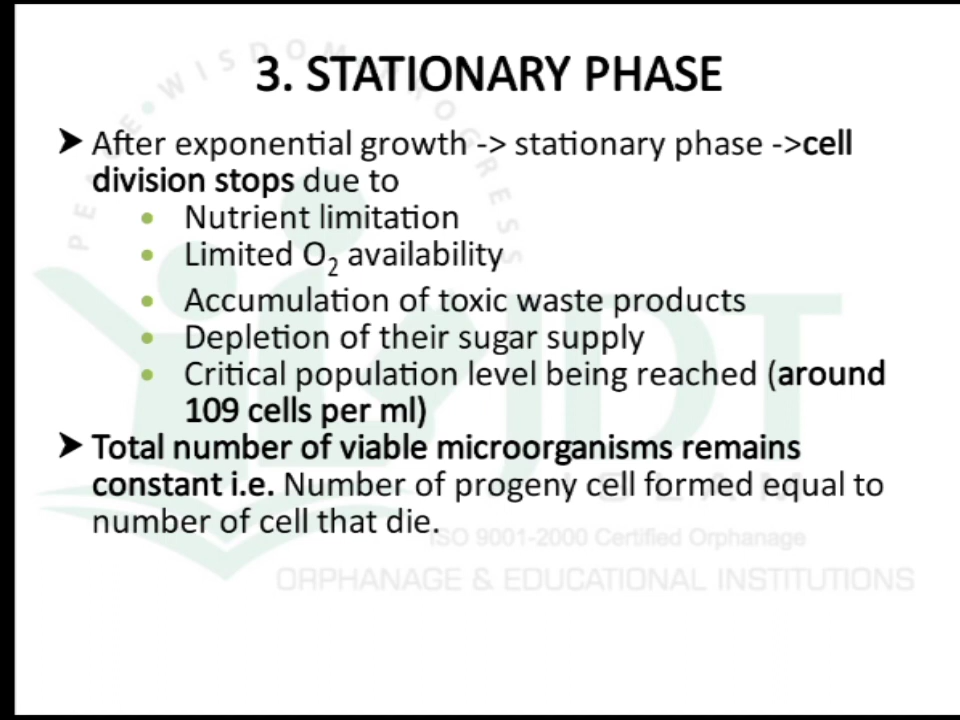 3. STATIONARY PHASE
➤ After exponential growth -> stationary phase ->cell
division stops due to
• Nutrient limitation
• Limited O₂ availability
• Accumulation of toxic waste products
• Depletion of their sugar supply
• Critical population level being reached (around
109 cells per ml)
➤ Total number of viable microorganisms remains
constant i.e. Number of progeny cell formed equal to
number of cell that die.
PEACE • WISDOM PROGRESS
JDT
ISLAM
ISO 9001-2000 Certified Orphanage
ORPHANAGE & EDUCATIONAL INSTITUTIONS